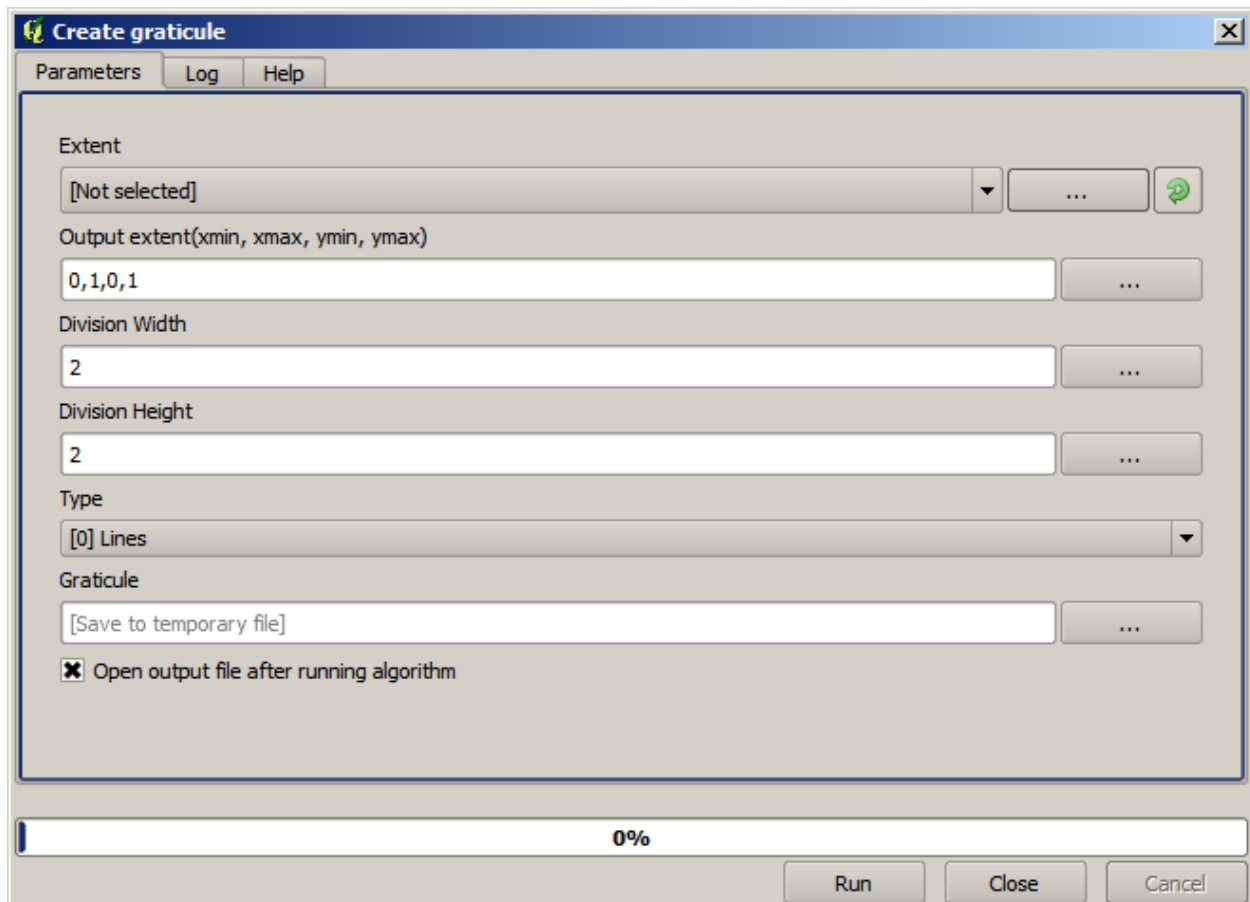 Create graticule
Parameters Log Help
Extent
[Not selected] ...
Output extent(xmin, xmax, ymin, ymax)
0,1,0,1 ...
Division Width
2 ...
Division Height
2 ...
Type
[0] Lines
Graticule
[Save to temporary file] ...
Open output file after running algorithm
0%
Run Close Cancel